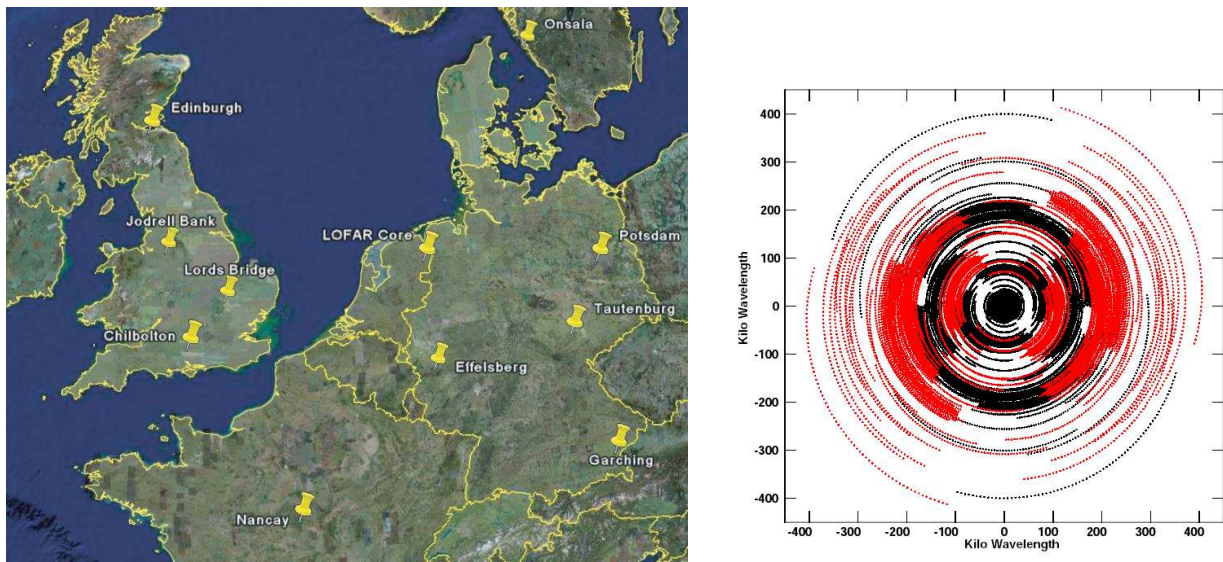 Onsala
Edinburgh
Jodrell Bank
LOFAR Core
Potsdam
Lords Bridge
Chilbolton
Tautenburg
Effelsberg
Garching
Nancay
400
300
200
100
0
-100
-200
-300
-400
Kilo Wavelength
-400 -300 -200 -100 0 100 200 300 400
Kilo Wavelength